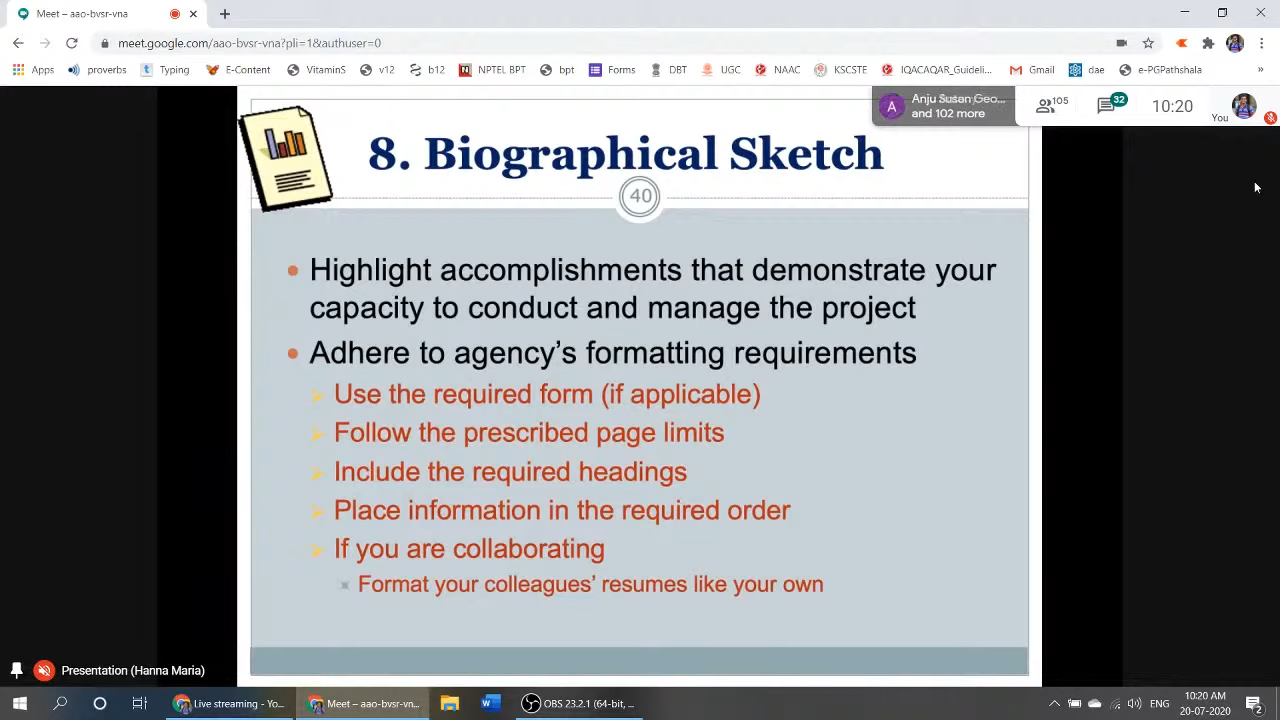 Meet – aao-bvsr-vna
meet.google.com/aao-bvsr-vna?pli=1&authuser=0
Apps proverbs Typing E-Content VitaminS v12 b12 NPTEL BPT bpt Forms DBT UGC NAAC KSCSTE IQACAQAR_Guideli... Gmail dae e-PGPathshala »
Anju Susan Geo...
and 102 more
105
32
10:20
You
8. Biographical Sketch
40
Highlight accomplishments that demonstrate your
capacity to conduct and manage the project
Adhere to agency’s formatting requirements
Use the required form (if applicable)
Follow the prescribed page limits
Include the required headings
Place information in the required order
If you are collaborating
Format your colleagues’ resumes like your own
Presentation (Hanna Maria)
Live streaming - Yo...
Meet – aao-bvsr-vn...
OBS 23.2.1 (64-bit, ...
ENG
10:20 AM
20-07-2020
2